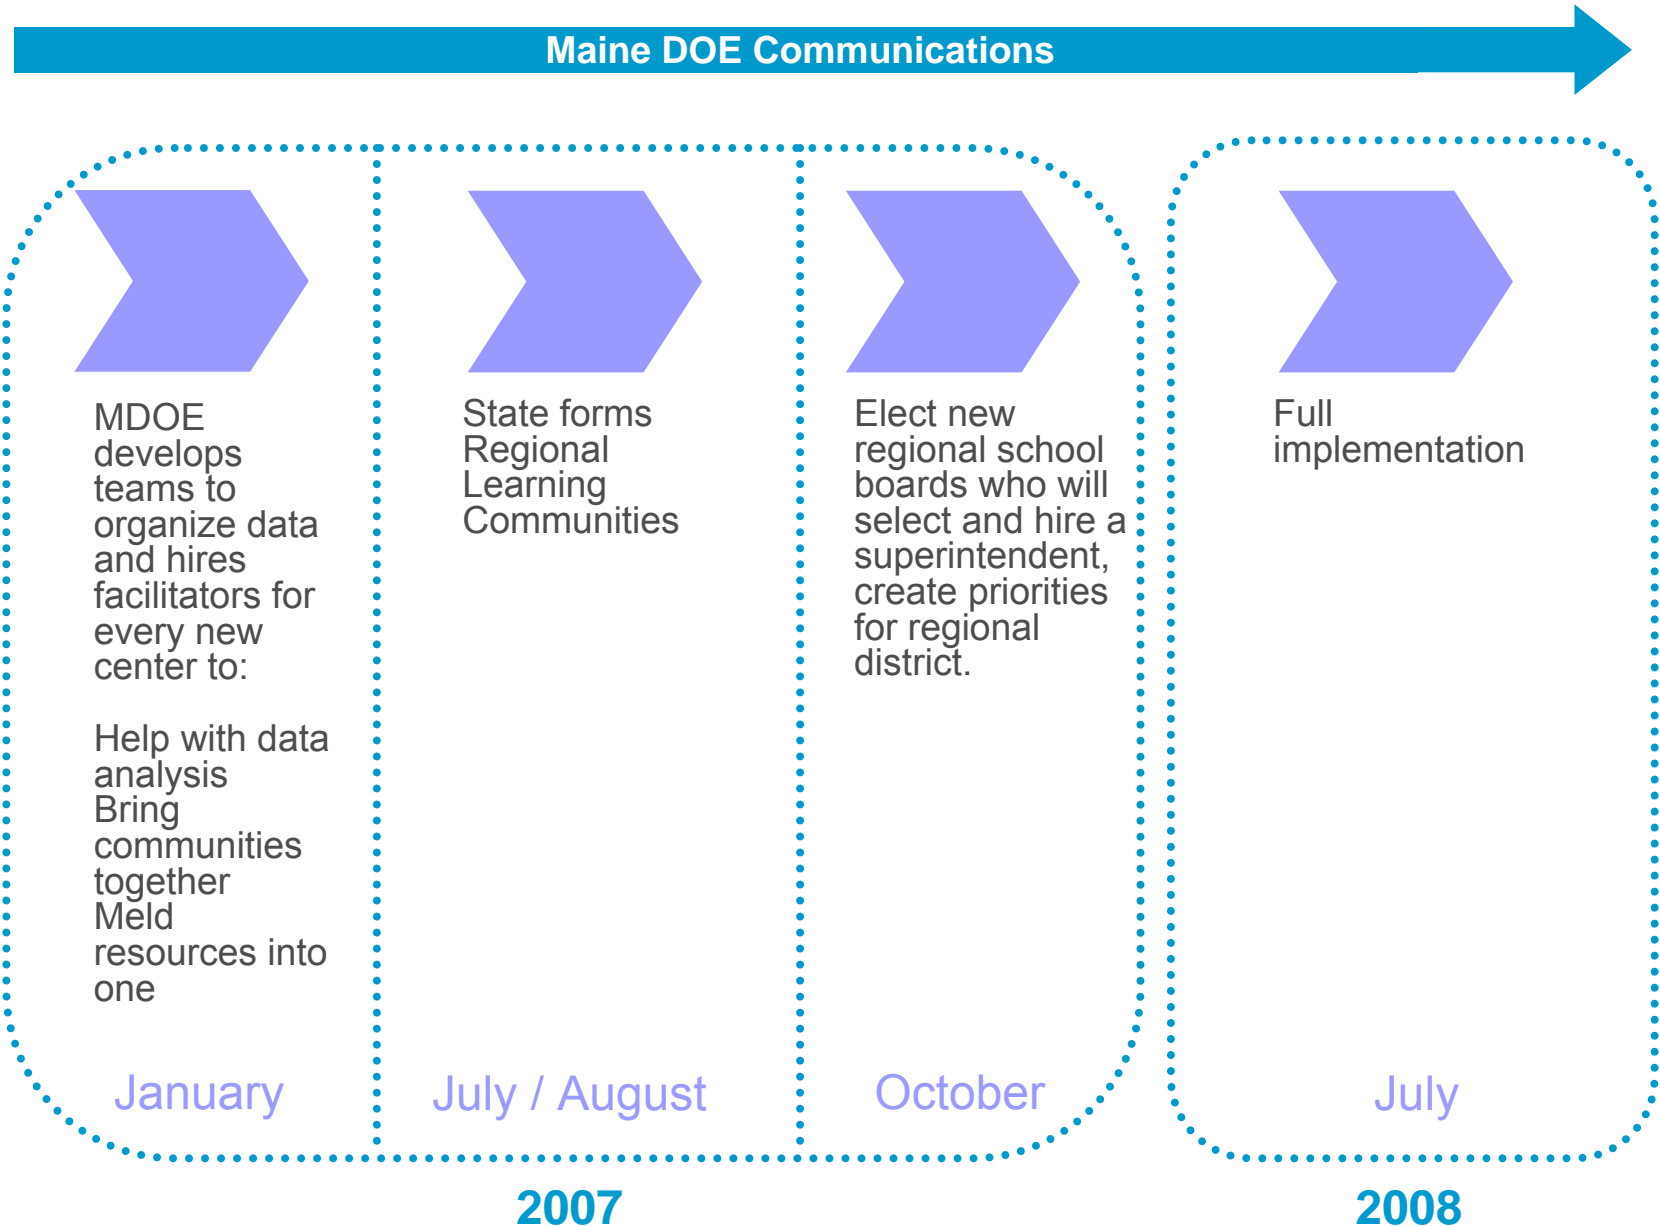 Maine DOE Communications
MDOE
develops
teams to
organize data
and hires
facilitators for
every new
center to:
Help with data
analysis
Bring
communities
together
Meld
resources into
one
January
State forms
Regional
Learning
Communities
July / August
Elect new
regional school
boards who will
select and hire a
superintendent,
create priorities
for regional
district.
October
Full
implementation
July
2007
2008